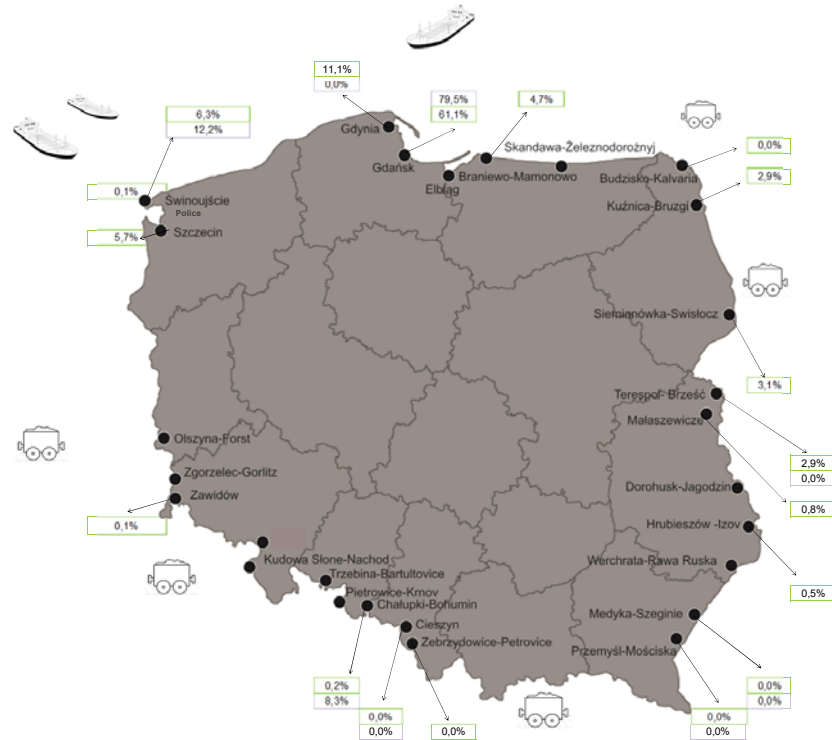 11,1%
0,0%
79,5%
61,1%
4,7%
6,3%
12,2%
Gdynia
Gdańsk
Elbląg
Skandawa-Żeleznodorożnyj
Braniewo-Mamonowo
Budzisko-Kalvaria
0,0%
Kuźnica-Bruzgi
2,9%
0,1%
Świnoujście
Police
5,7%
Szczecin
Siemianówka-Swisłocz
3,1%
Terespol- Brześć
Małaszewicze
2,9%
0,0%
Olszyna-Forst
Zgorzelec-Gorlitz
Zawidów
0,1%
Dorohusk-Jagodzin
0,8%
Hrubieszów -Izov
Werchrata-Rawa Ruska
0,5%
Kudowa Słone-Nachod
Trzebina-Bartultovice
Pietrowice-Krnov
Chałupki-Bohumin
Cieszyn
Zebrzydowice-Petrovice
Medyka-Szeginie
Przemyśl-Mościska
0,2%
8,3%
0,0%
0,0%
0,0%
0,0%
0,0%
0,0%
0,0%